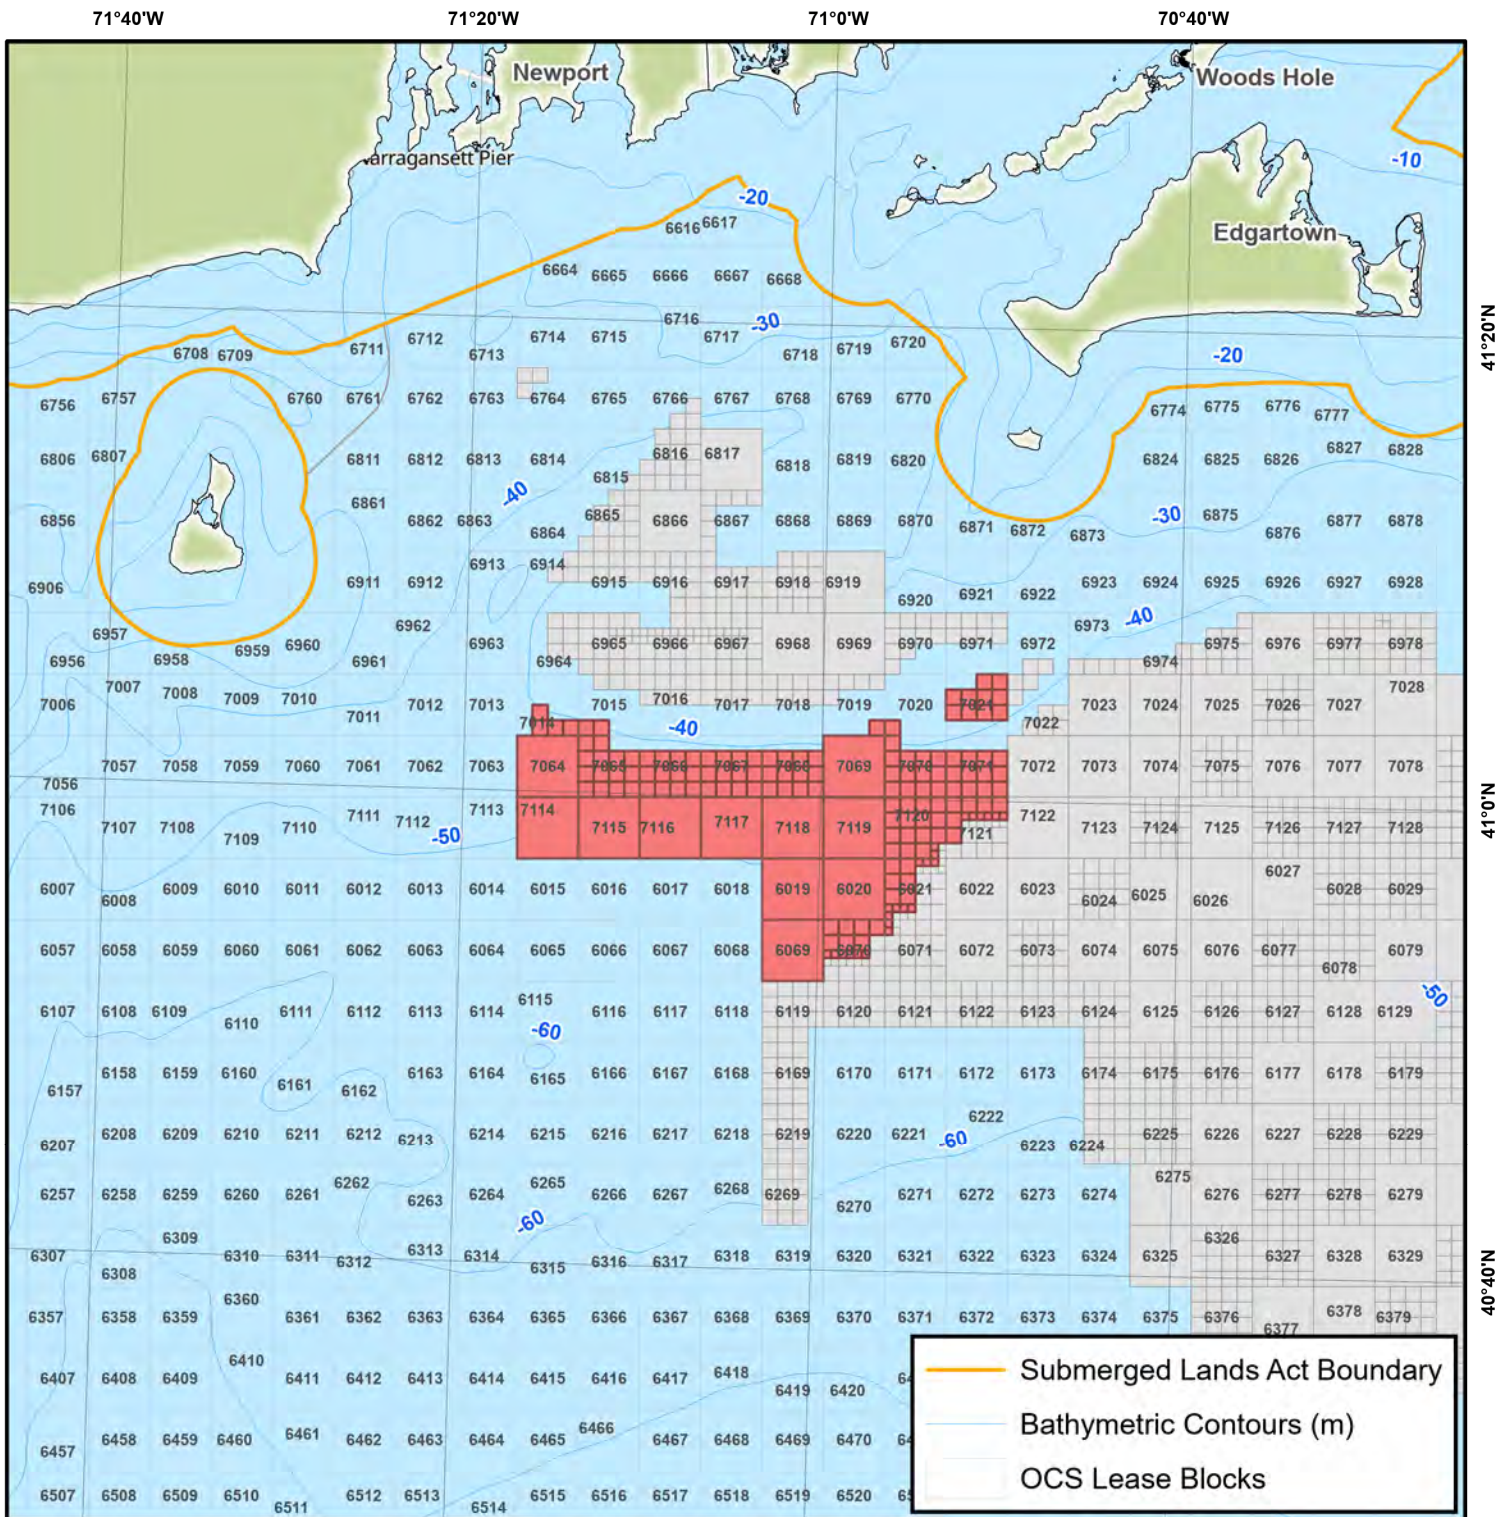 71°40'W 71°20'W 71°0'W 70°40'W
Newport
Woods Hole
arragansett Pier
-10
-20
6616 6617
Edgartown
6664 6665 6666 6667 6668
6716 -30
41°20'N
6711 6712 6713 6714 6715 6717 6718 6719 6720
6708 6709 -20
6756 6757 6760 6761 6762 6763 6764 6765 6766 6767 6768 6769 6770 6774 6775 6776 6777
6806 6807 6811 6812 6813 6814 6815 6816 6817 6818 6819 6820 6824 6825 6826 6827 6828
-40
6856 6861 6862 6863 6864 6865 6866 6867 6868 6869 6870 6871 6872 6873 -30 6875 6876 6877 6878
6906 6911 6912 6913 6914 6915 6916 6917 6918 6919 6920 6921 6922 6923 6924 6925 6926 6927 6928
-40
6956 6957 6958 6959 6960 6961 6962 6963 6964 6965 6966 6967 6968 6969 6970 6971 6972 6973 6974 6975 6976 6977 6978
7006 7007 7008 7009 7010 7011 7012 7013 7014 7015 7016 7017 7018 7019 7020 7021 7022 7023 7024 7025 7026 7027 7028
-40
7056 7057 7058 7059 7060 7061 7062 7063 7064 7065 7066 7067 7068 7069 7070 7071 7072 7073 7074 7075 7076 7077 7078
41°0'N
7106 7107 7108 7109 7110 7111 7112 -50 7113 7114 7115 7116 7117 7118 7119 7120 7121 7122 7123 7124 7125 7126 7127 7128
6007 6008 6009 6010 6011 6012 6013 6014 6015 6016 6017 6018 6019 6020 6021 6022 6023 6024 6025 6026 6027 6028 6029
6057 6058 6059 6060 6061 6062 6063 6064 6065 6066 6067 6068 6069 6070 6071 6072 6073 6074 6075 6076 6077 6078 6079
-50
6107 6108 6109 6110 6111 6112 6113 6114 6115 6116 6117 6118 6119 6120 6121 6122 6123 6124 6125 6126 6127 6128 6129
-60
6157 6158 6159 6160 6161 6162 6163 6164 6165 6166 6167 6168 6169 6170 6171 6172 6173 6174 6175 6176 6177 6178 6179
6207 6208 6209 6210 6211 6212 6213 6214 6215 6216 6217 6218 6219 6220 6221 -60 6222 6223 6224 6225 6226 6227 6228 6229
6257 6258 6259 6260 6261 6262 6263 6264 6265 6266 6267 6268 6269 6270 6271 6272 6273 6274 6275 6276 6277 6278 6279
-60
6307 6308 6309 6310 6311 6312 6313 6314 6315 6316 6317 6318 6319 6320 6321 6322 6323 6324 6325 6326 6327 6328 6329
40°40'N
6357 6358 6359 6360 6361 6362 6363 6364 6365 6366 6367 6368 6369 6370 6371 6372 6373 6374 6375 6376 6377 6378 6379
6407 6408 6409 6410 6411 6412 6413 6414 6415 6416 6417 6418 6419 6420
6457 6458 6459 6460 6461 6462 6463 6464 6465 6466 6467 6468 6469 6470
6507 6508 6509 6510 6511 6512 6513 6514 6515 6516 6517 6518 6519 6520
Submerged Lands Act Boundary
Bathymetric Contours (m)
OCS Lease Blocks